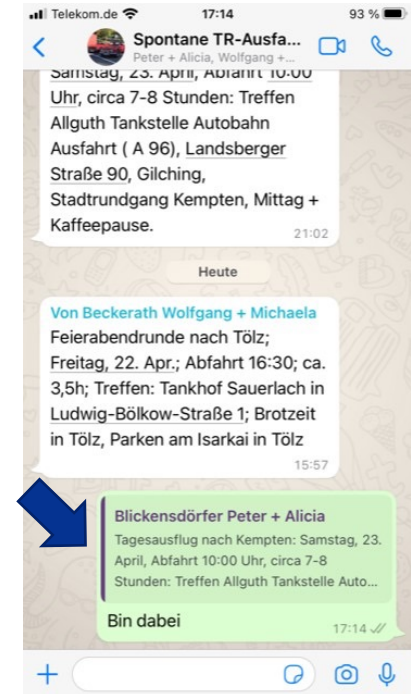 Telekom.de 17:14 93 %
Spontane TR-Ausfa...
Peter + Alicia, Wolfgang +...
Samstag, 23. April, Abfahrt 10:00
Uhr, circa 7-8 Stunden: Treffen
Allguth Tankstelle Autobahn
Ausfahrt ( A 96), Landsberger
Straße 90, Gilching,
Stadtrundgang Kempten, Mittag +
Kaffeepause.
21:02
Heute
Von Beckerath Wolfgang + Michaela
Feierabendrunde nach Tölz;
Freitag, 22. Apr.; Abfahrt 16:30; ca.
3,5h; Treffen: Tankhof Sauerlach in
Ludwig-Bölkow-Straße 1; Brotzeit
in Tölz, Parken am Isarkai in Tölz
15:57
Blickensdörfer Peter + Alicia
Tagesausflug nach Kempten: Samstag, 23.
April, Abfahrt 10:00 Uhr, circa 7-8
Stunden: Treffen Allguth Tankstelle Auto...
Bin dabei
17:14